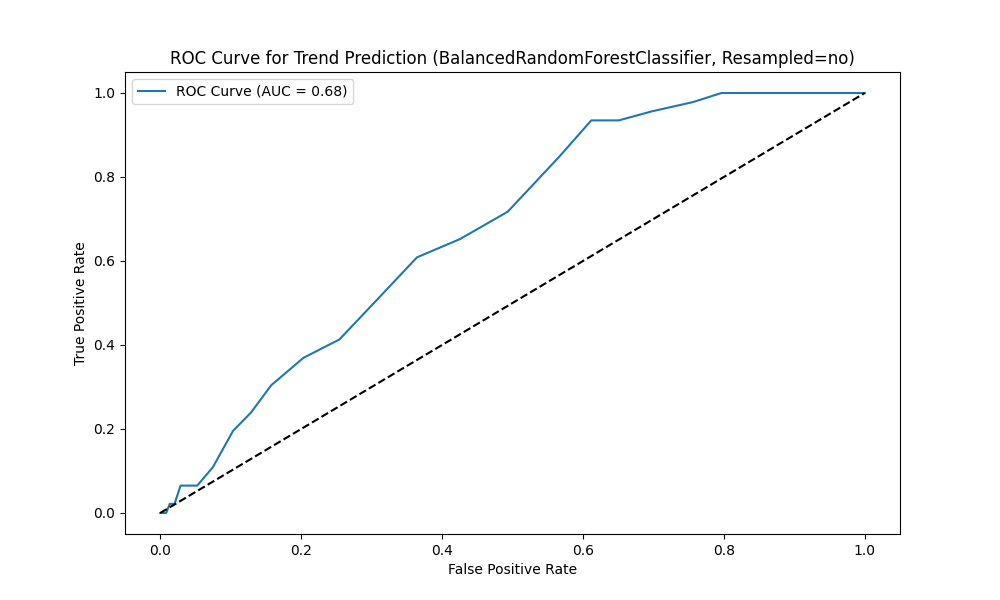 ROC Curve for Trend Prediction (BalancedRandomForestClassifier, Resampled=no)
ROC Curve (AUC = 0.68)
True Positive Rate
1.0
0.8
0.6
0.4
0.2
0.0
0.0 0.2 0.4 0.6 0.8 1.0
False Positive Rate